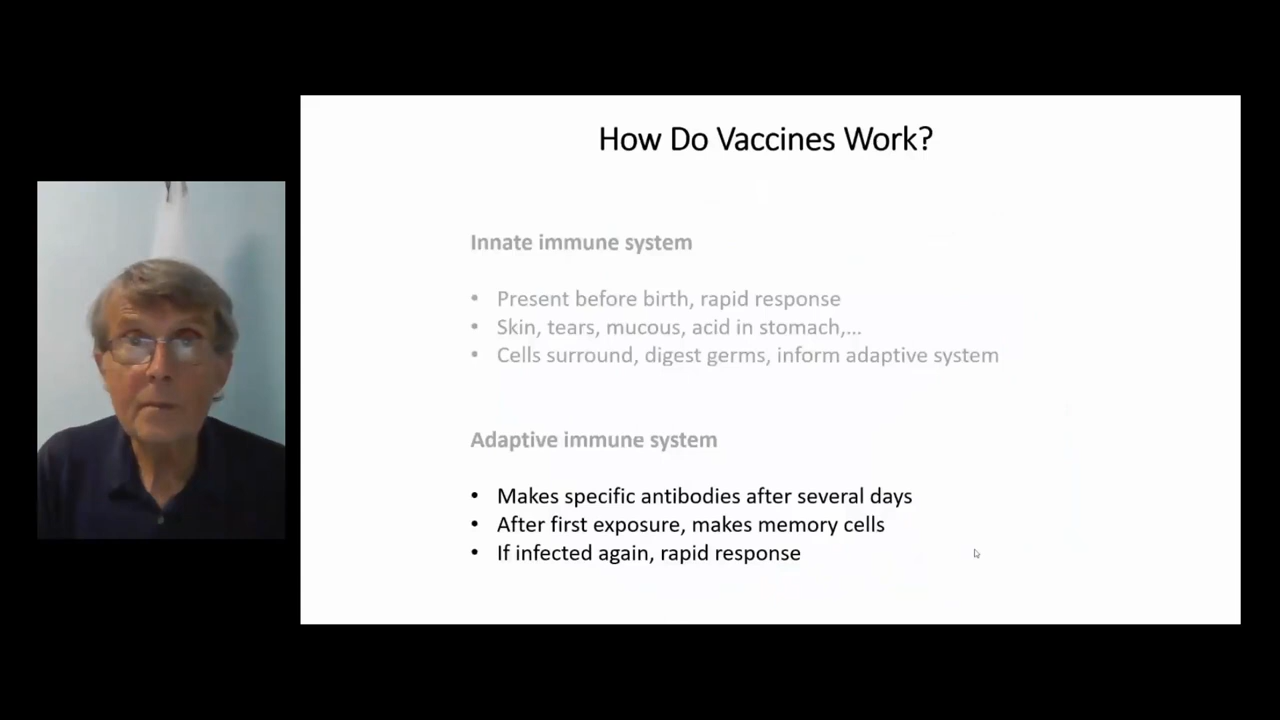 How Do Vaccines Work?
Innate immune system
• Present before birth, rapid response
• Skin, tears, mucous, acid in stomach,...
• Cells surround, digest germs, inform adaptive system
Adaptive immune system
• Makes specific antibodies after several days
• After first exposure, makes memory cells
• If infected again, rapid response